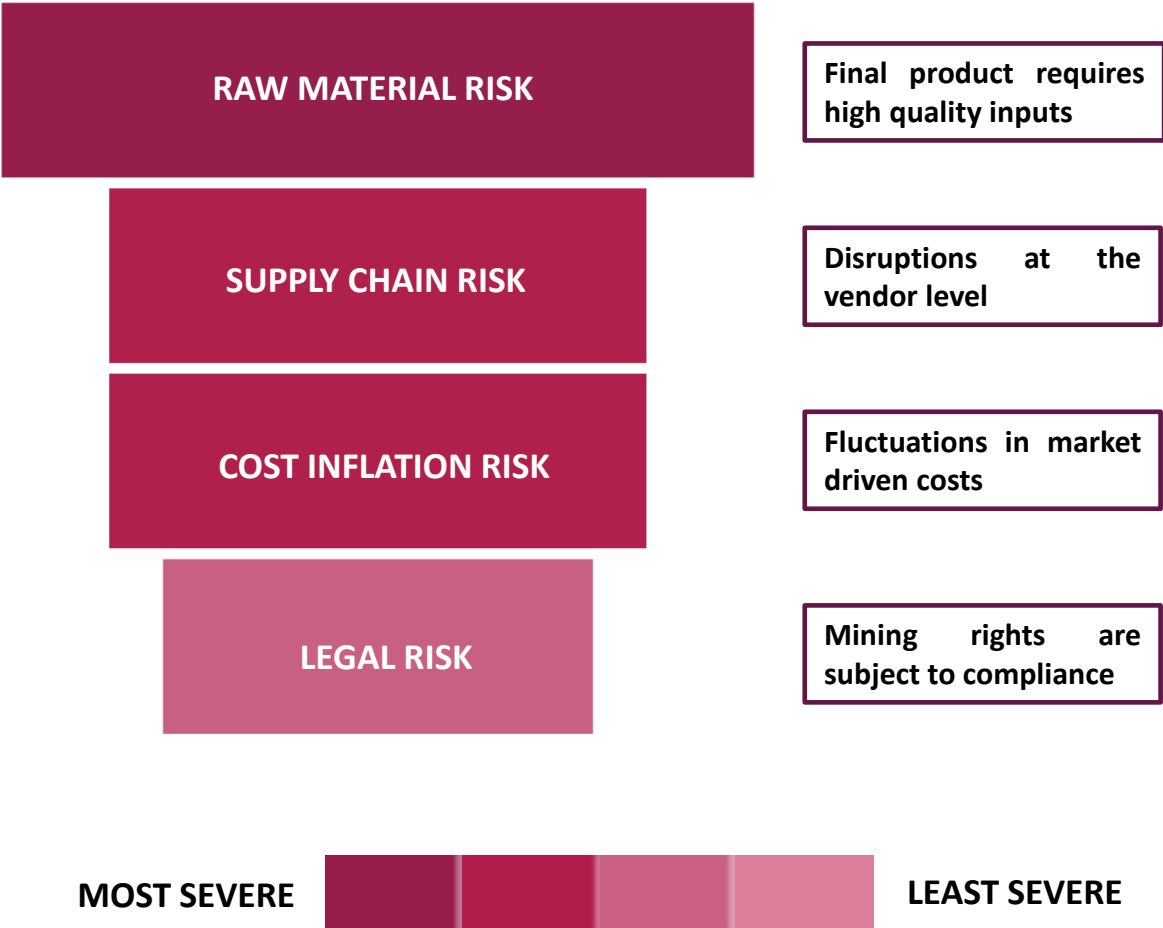 RAW MATERIAL RISK
Final product requires
high quality inputs
SUPPLY CHAIN RISK
Disruptions at the
vendor level
COST INFLATION RISK
Fluctuations in market
driven costs
LEGAL RISK
Mining rights are
subject to compliance
MOST SEVERE
LEAST SEVERE